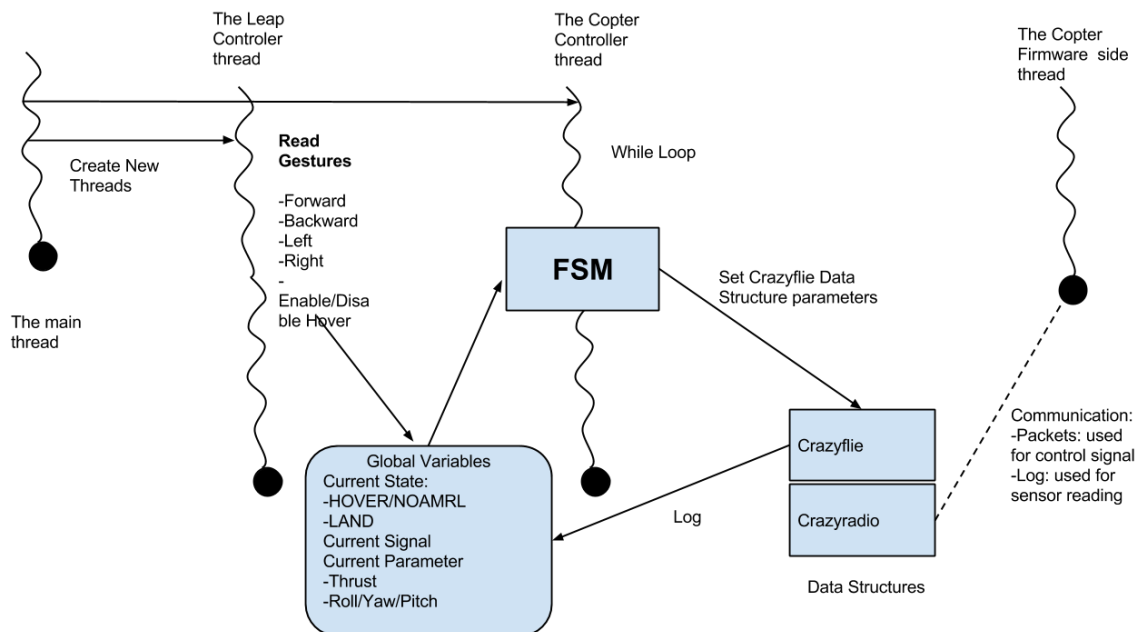 The Leap
Controler
thread
The Copter
Controller
thread
The Copter
Firmware side
thread
Create New
Threads
Read
Gestures
-Forward
-Backward
-Left
-Right
-
Enable/Disa
ble Hover
While Loop
The main
thread
FSM
Set Crazyflie Data
Structure parameters
Global Variables
Current State:
-HOVER/NOAMRL
-LAND
Current Signal
Current Parameter
-Thrust
-Roll/Yaw/Pitch
Log
Crazyflie
Crazyradio
Data Structures
Communication:
-Packets: used
for control signal
-Log: used for
sensor reading